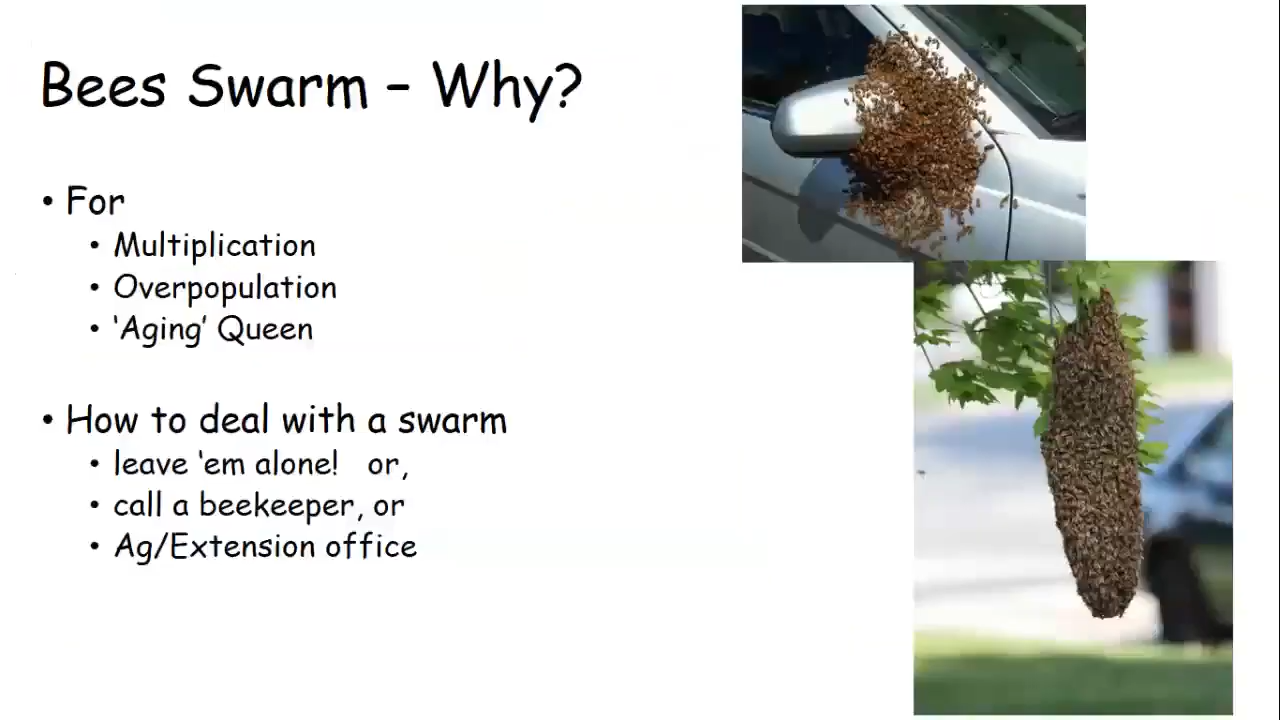 Bees Swarm – Why?
• For
• Multiplication
• Overpopulation
• ‘Aging’ Queen
• How to deal with a swarm
• leave ‘em alone!   or,
• call a beekeeper, or
• Ag/Extension office